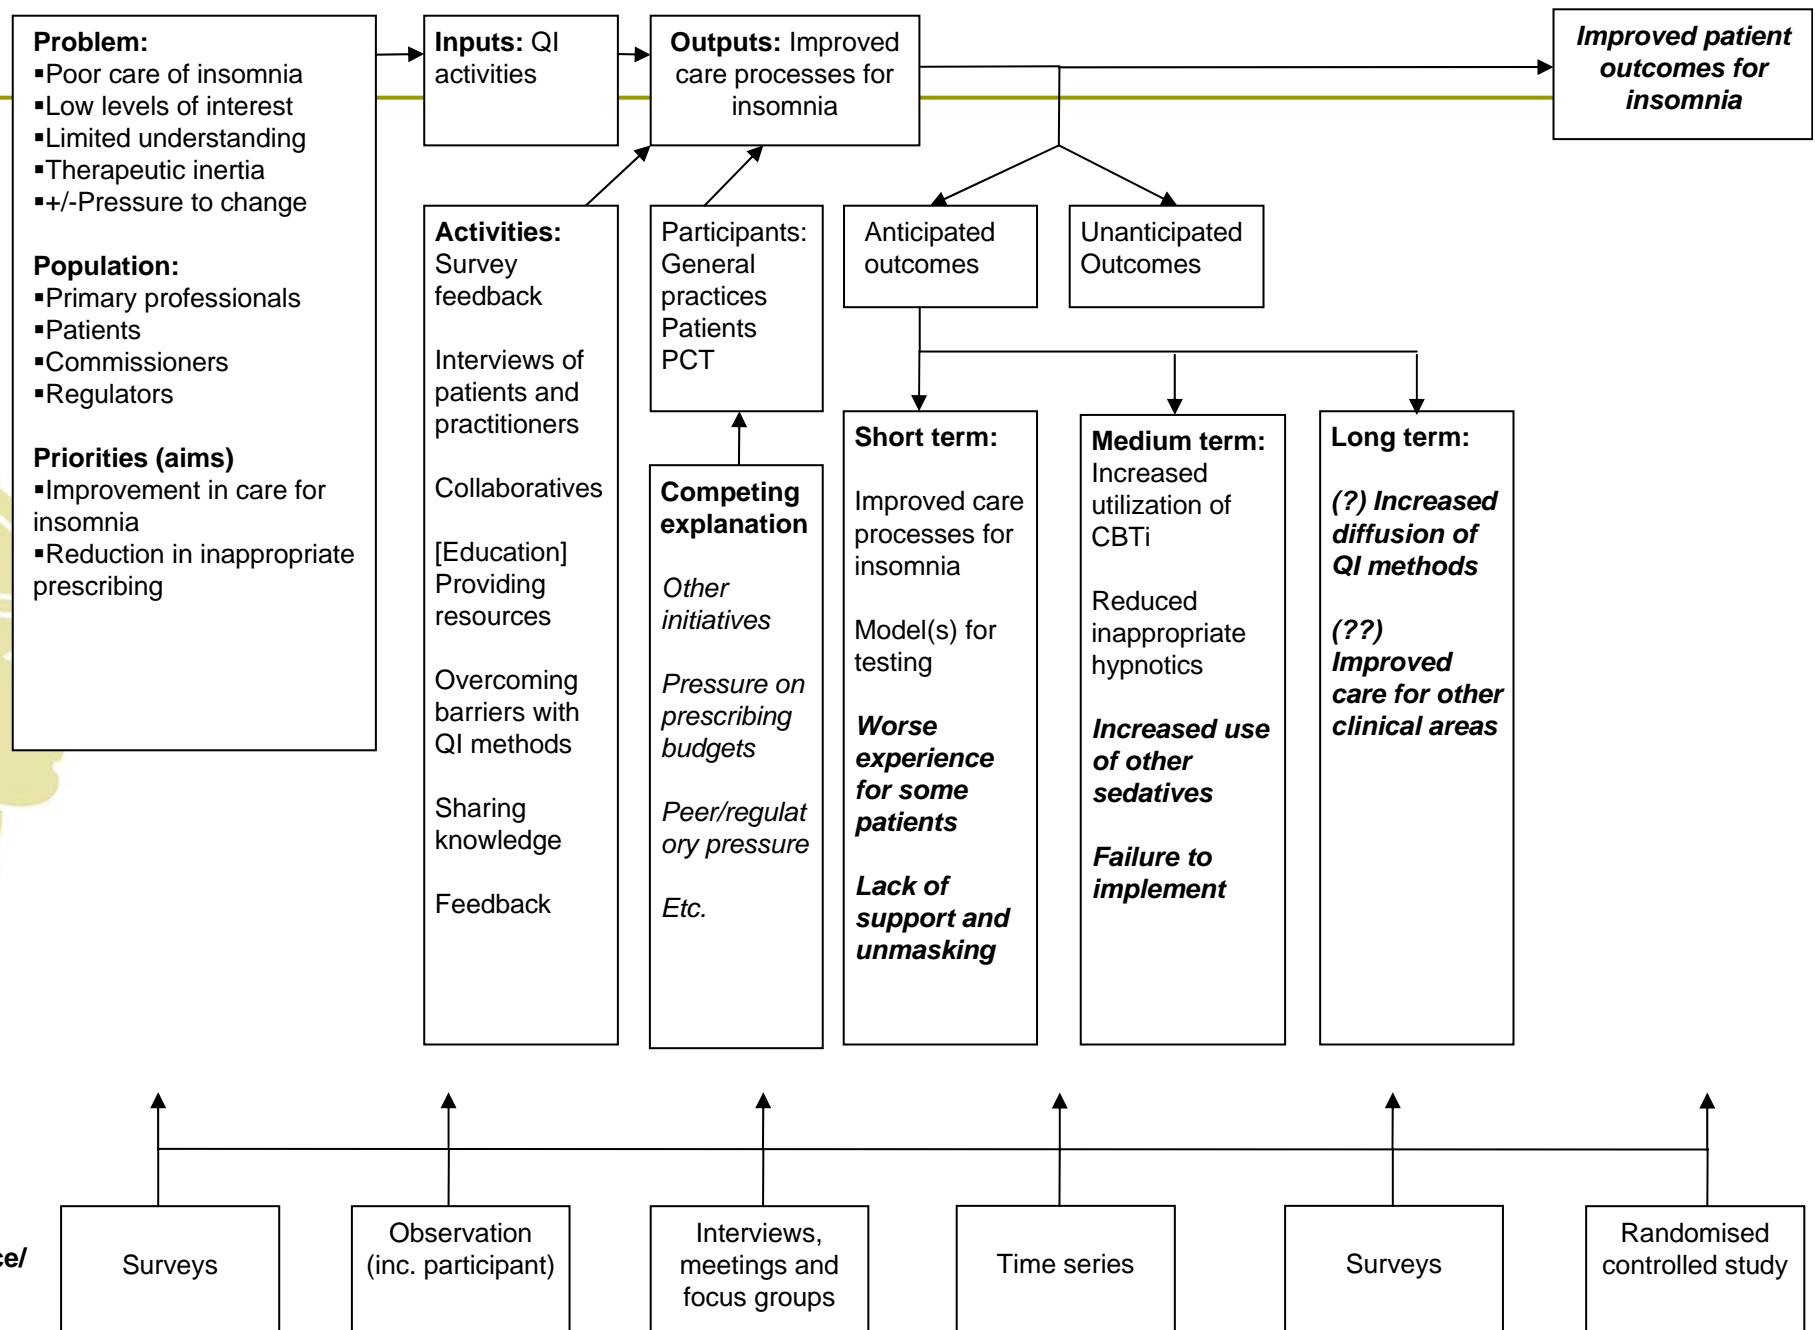 Problem:
▪Poor care of insomnia
▪Low levels of interest
▪Limited understanding
▪Therapeutic inertia
▪+/-Pressure to change
Population:
▪Primary professionals
▪Patients
▪Commissioners
▪Regulators
Priorities (aims)
▪Improvement in care for
insomnia
▪Reduction in inappropriate
prescribing
Inputs: QI
activities
Outputs: Improved
care processes for
insomnia
Improved patient
outcomes for
insomnia
Activities:
Survey
feedback
Interviews of
patients and
practitioners
Collaboratives
[Education]
Providing
resources
Overcoming
barriers with
QI methods
Sharing
knowledge
Feedback
Participants:
General
practices
Patients
PCT
Competing
explanation
Other
initiatives
Pressure on
prescribing
budgets
Peer/regulat
ory pressure
Etc.
Anticipated
outcomes
Unanticipated
Outcomes
Short term:
Improved care
processes for
insomnia
Model(s) for
testing
Worse
experience
for some
patients
Lack of
support and
unmasking
Medium term:
Increased
utilization of
CBTi
Reduced
inappropriate
hypnotics
Increased use
of other
sedatives
Failure to
implement
Long term:
(?) Increased
diffusion of
QI methods
(??)
Improved
care for other
clinical areas
ce/
Surveys
Observation
(inc. participant)
Interviews,
meetings and
focus groups
Time series
Surveys
Randomised
controlled study